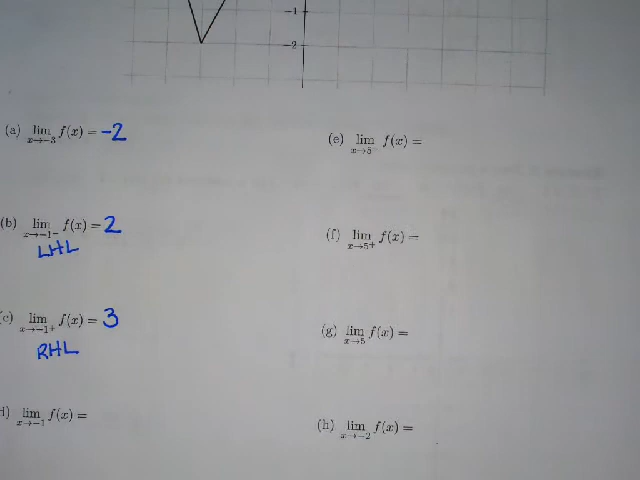 -1
-2
(a) lim x→-3 f(x) = -2
(b) lim x→-1⁻ f(x) = 2
LHL
(c) lim x→-1⁺ f(x) = 3
RHL
d) lim x→-1 f(x) =
(e) lim x→5⁻ f(x) =
(f) lim x→5⁺ f(x) =
(g) lim x→5 f(x) =
(h) lim x→-2 f(x) =